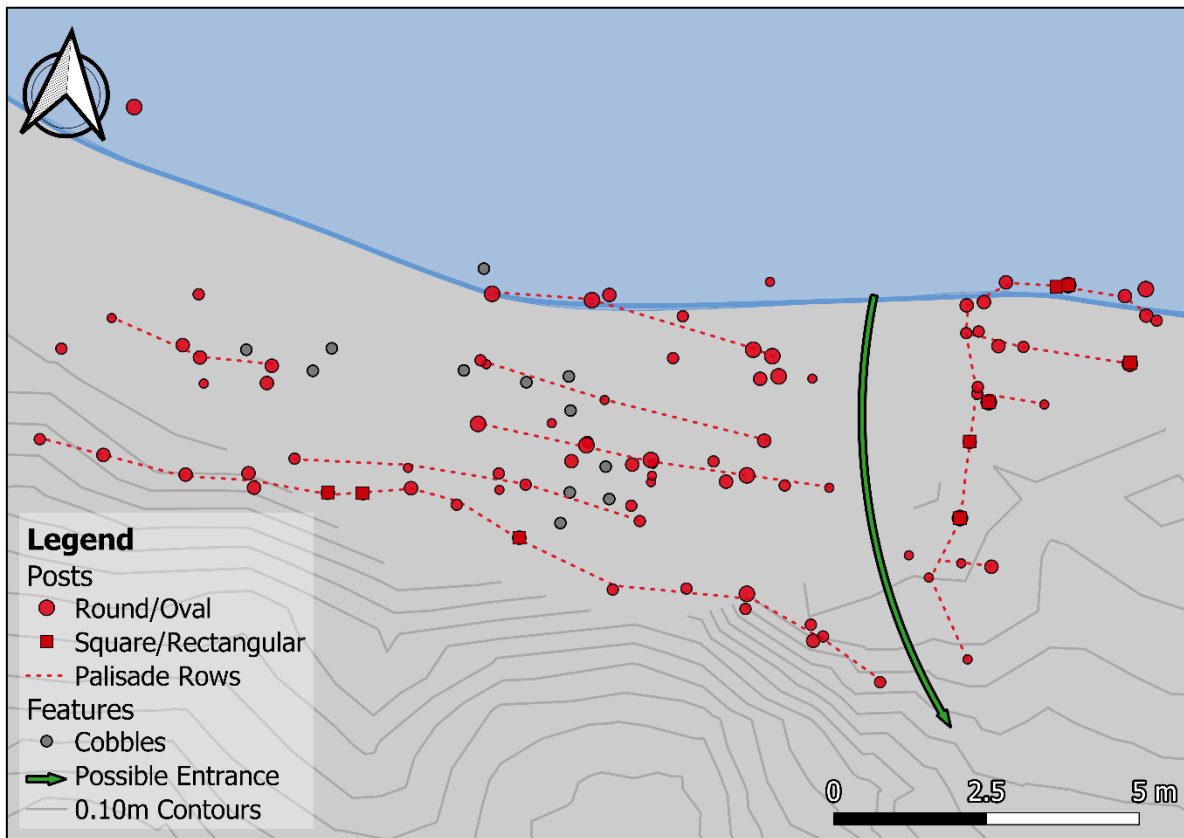 Legend
Posts
Round/Oval
Square/Rectangular
Palisade Rows
Features
Cobbles
Possible Entrance
0.10m Contours
0 2.5 5 m